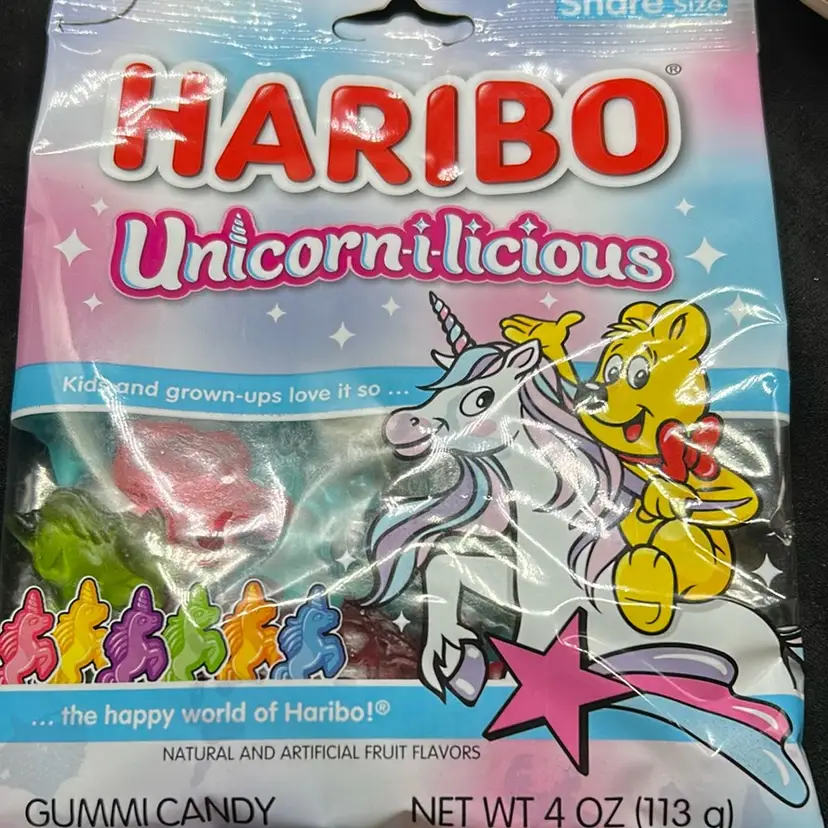 Share Size
HARIBO®
Unicorn-i-licious
Kids and grown-ups love it so ...
... the happy world of Haribo!®
NATURAL AND ARTIFICIAL FRUIT FLAVORS
GUMMI CANDY NET WT 4 OZ (113 g)